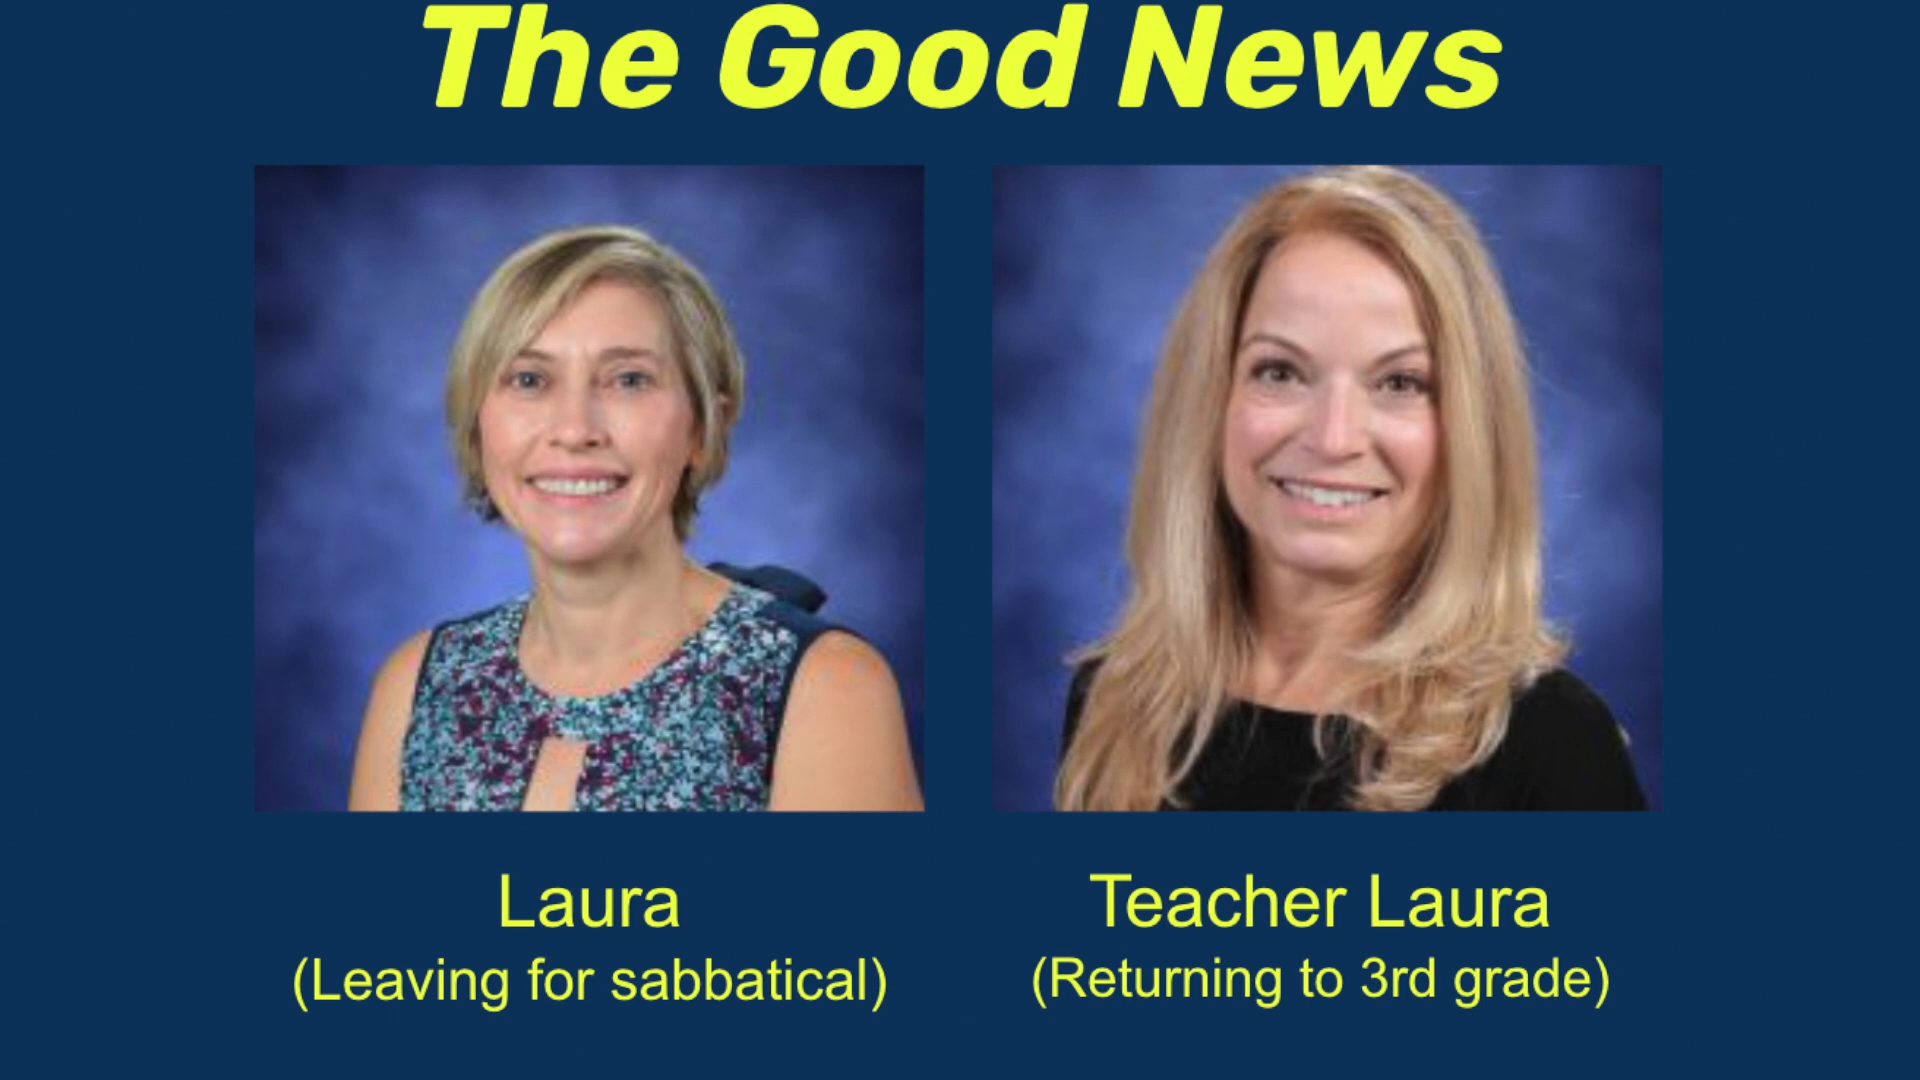 The Good News
Laura
(Leaving for sabbatical)
Teacher Laura
(Returning to 3rd grade)